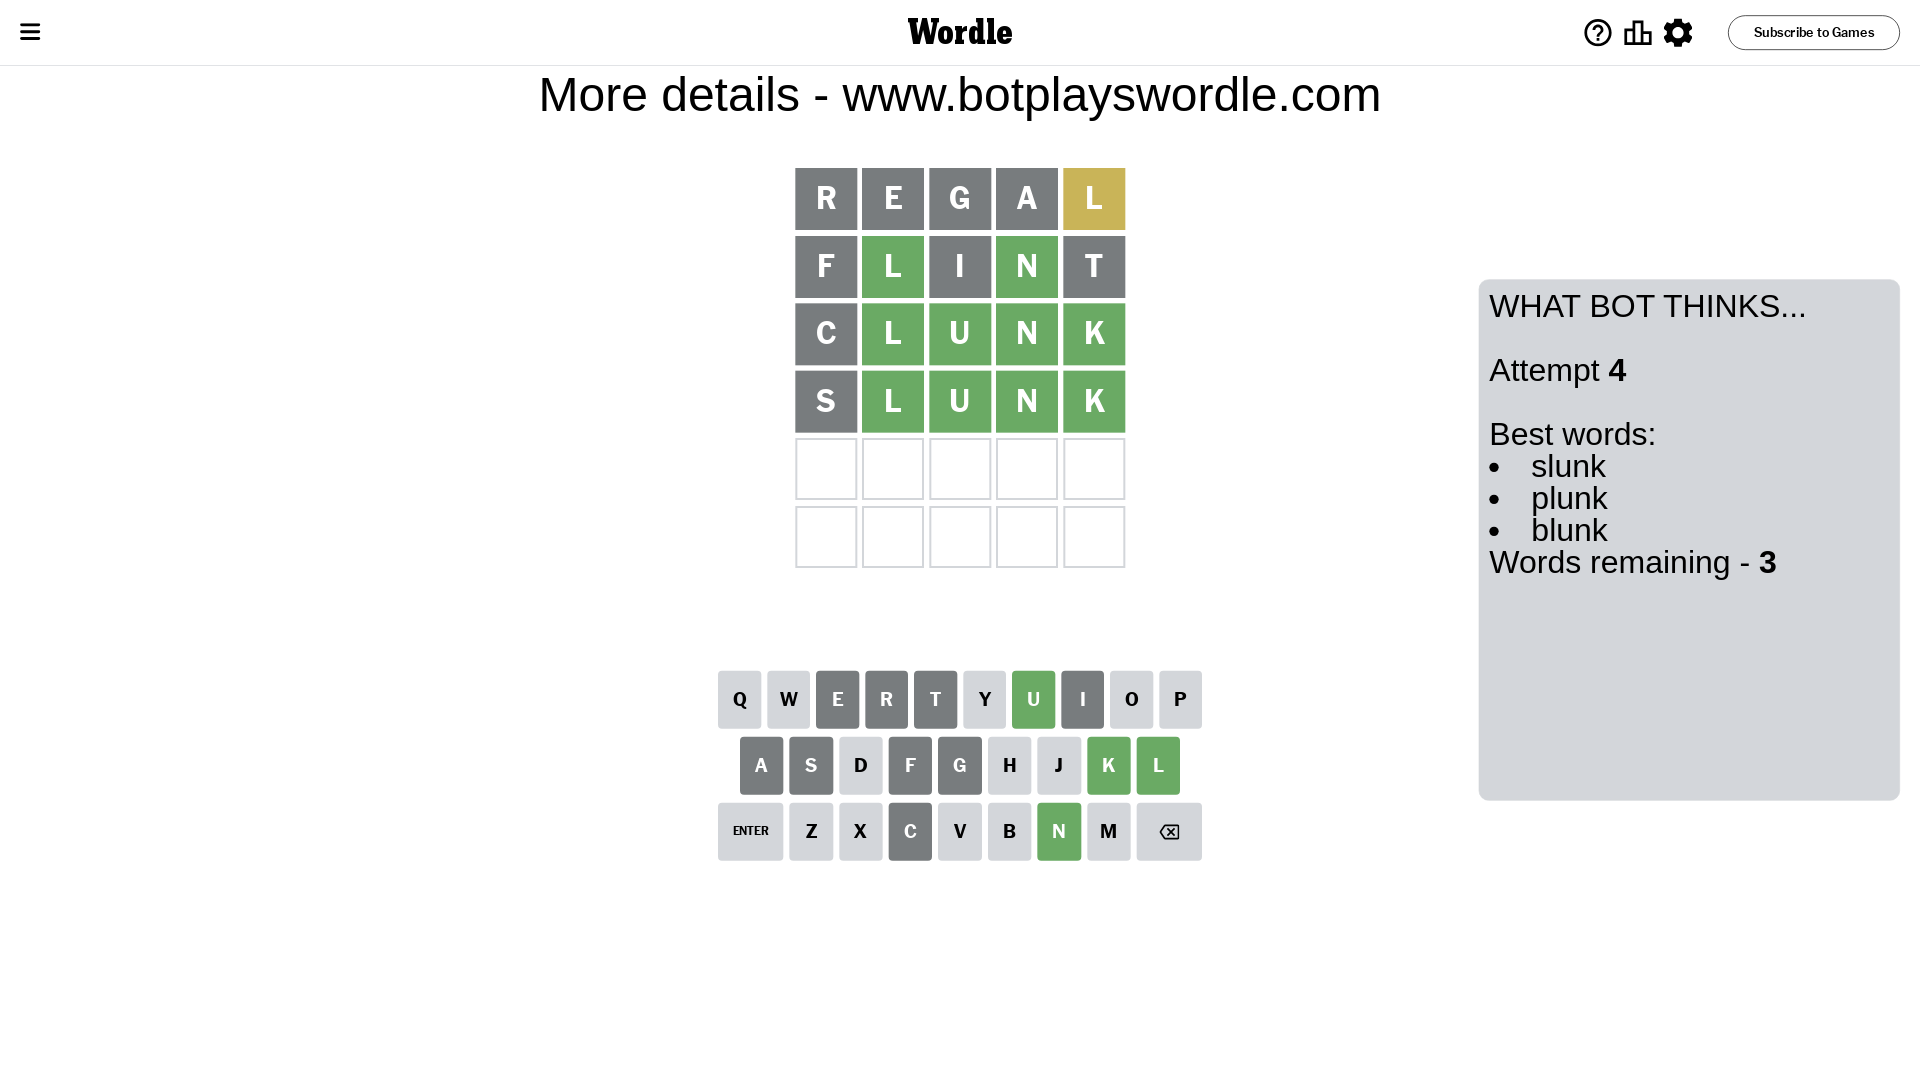 Wordle
Subscribe to Games
More details - www.botplayswordle.com
R E G A L
F L I N T
C L U N K
S L U N K
WHAT BOT THINKS...
Attempt 4
Best words:
• slunk
• plunk
• blunk
Words remaining - 3
Q W E R T Y U I O P
A S D F G H J K L
ENTER Z X C V B N M